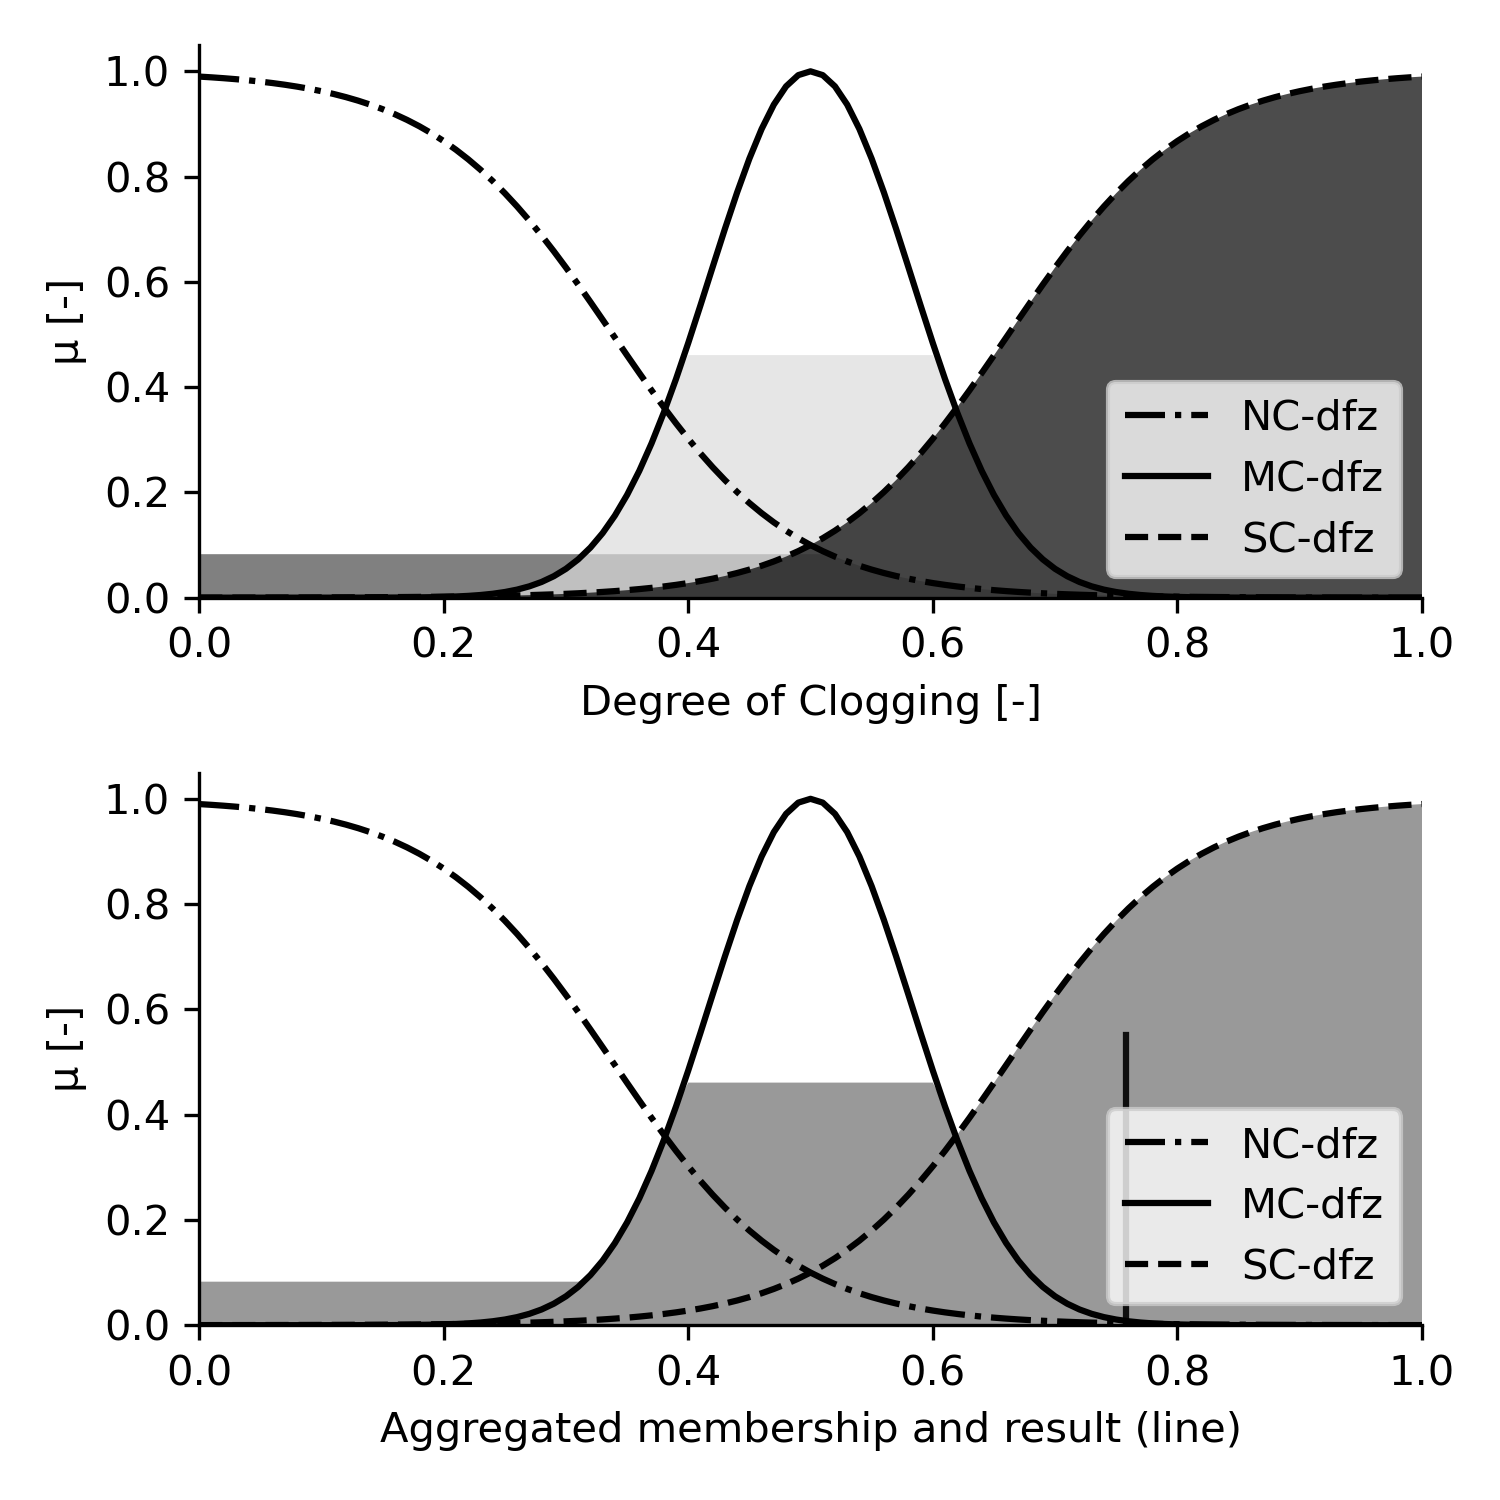 1.0
0.8
0.6
0.4
0.2
0.0
μ [-]
NC-dfz
MC-dfz
SC-dfz
0.0 0.2 0.4 0.6 0.8 1.0
Degree of Clogging [-]
1.0
0.8
0.6
0.4
0.2
0.0
μ [-]
NC-dfz
MC-dfz
SC-dfz
0.0 0.2 0.4 0.6 0.8 1.0
Aggregated membership and result (line)